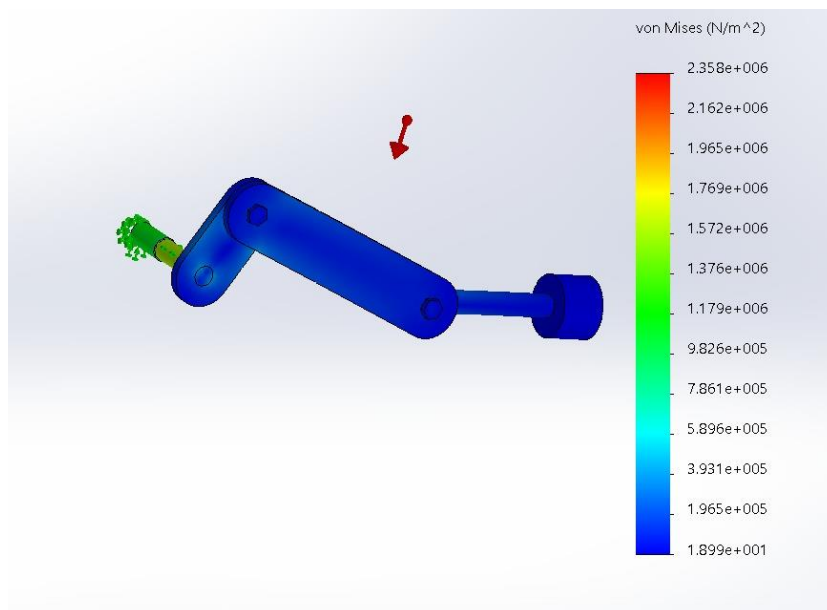 von Mises (N/m^2)
2.358e+006
2.162e+006
1.965e+006
1.769e+006
1.572e+006
1.376e+006
1.179e+006
9.826e+005
7.861e+005
5.896e+005
3.931e+005
1.965e+005
1.899e+001